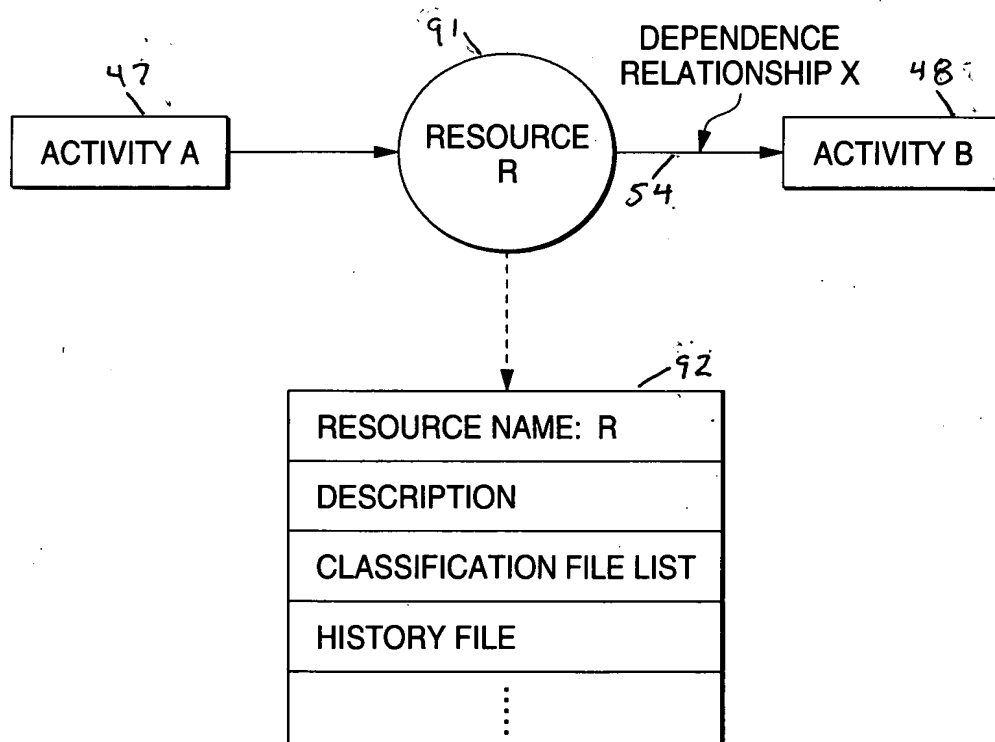 91
DEPENDENCE
RELATIONSHIP X
47
48
ACTIVITY A
RESOURCE
R
ACTIVITY B
54
92
RESOURCE NAME: R
DESCRIPTION
CLASSIFICATION FILE LIST
HISTORY FILE